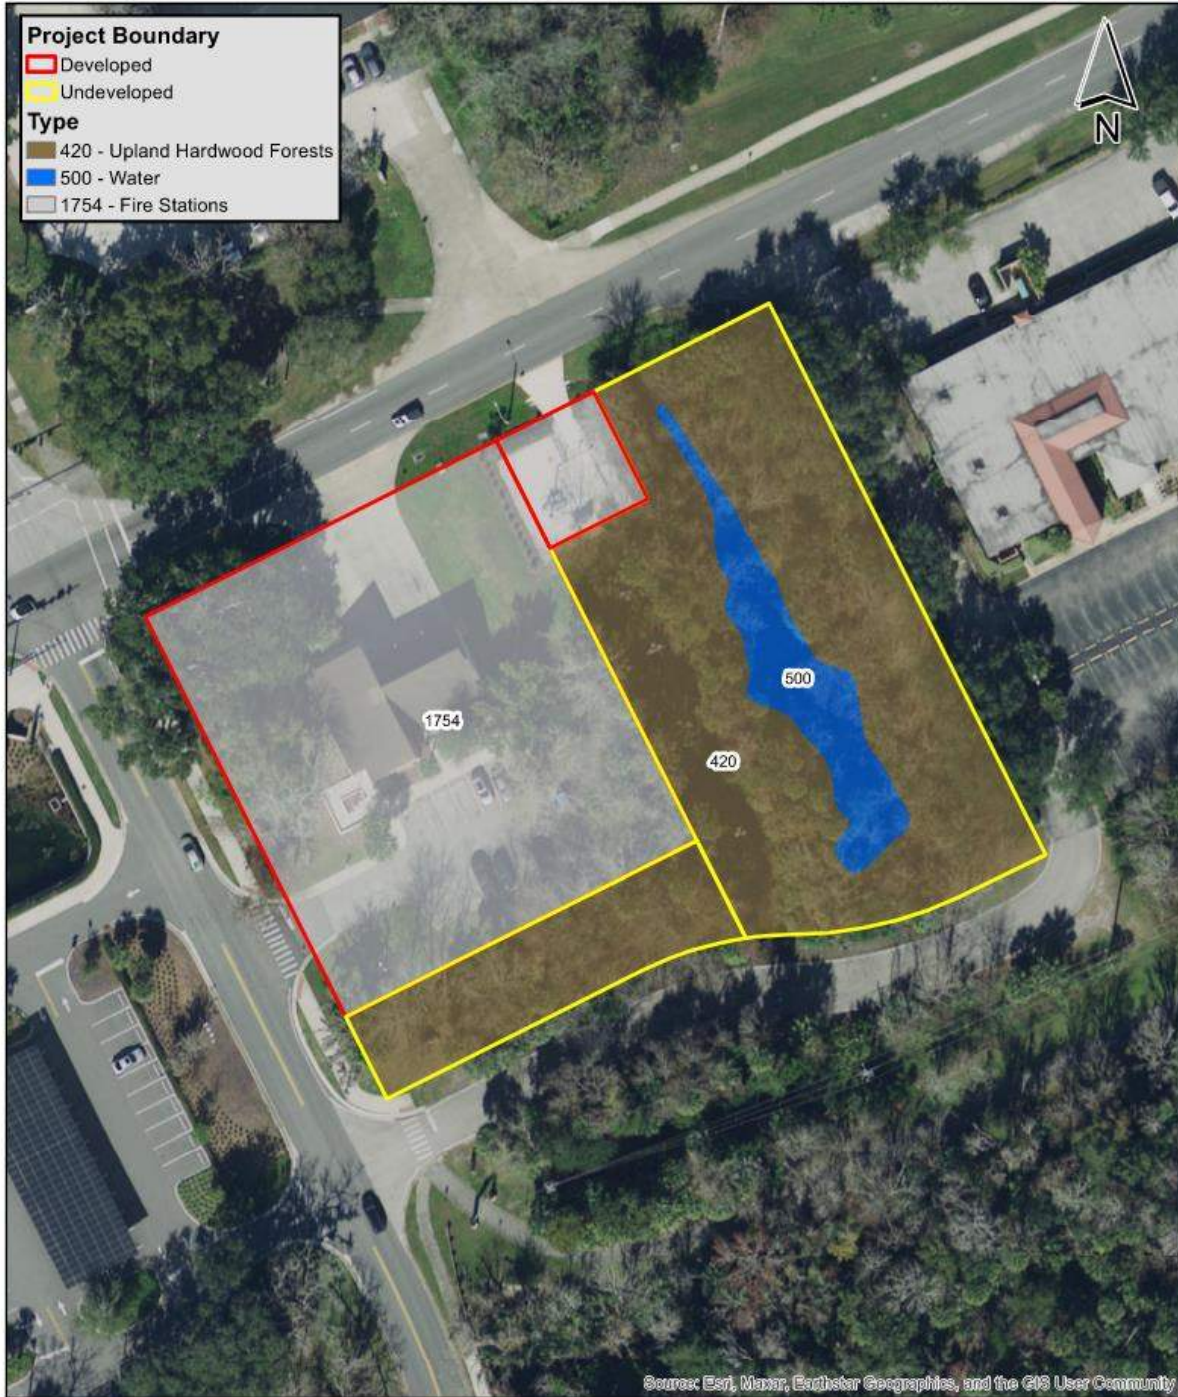 Project Boundary
Developed
Undeveloped
Type
420 - Upland Hardwood Forests
500 - Water
1754 - Fire Stations
N
500
1754
420
Source: Esri, Maxar, Earthstar Geographics, and the GIS User Community